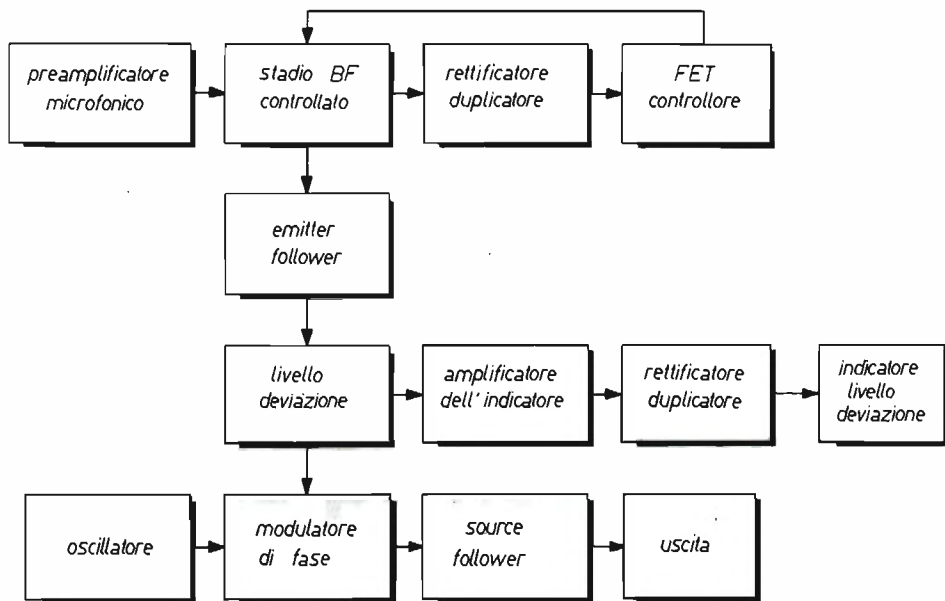 preamplificatore
microfonico
stadio BF
controllato
rettificatore
duplicatore
FET
controllore
emitter
follower
livello
deviazione
amplificatore
dell'indicatore
rettificatore
duplicatore
indicatore
livello
deviazione
oscillatore
modulatore
di fase
source
follower
uscita